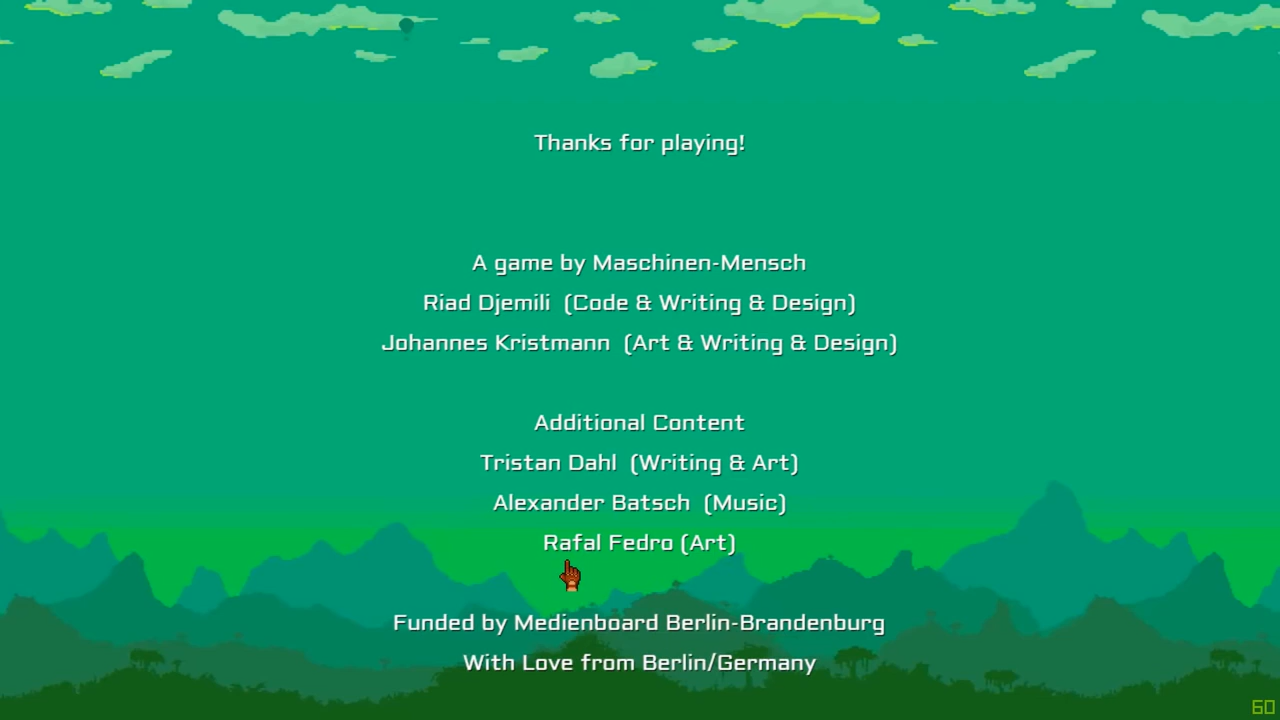 Thanks for playing!
A game by Maschinen-Mensch
Riad Djemili (Code & Writing & Design)
Johannes Kristmann (Art & Writing & Design)
Additional Content
Tristan Dahl (Writing & Art)
Alexander Batsch (Music)
Rafal Fedro (Art)
Funded by Medienboard Berlin-Brandenburg
With Love from Berlin/Germany
60